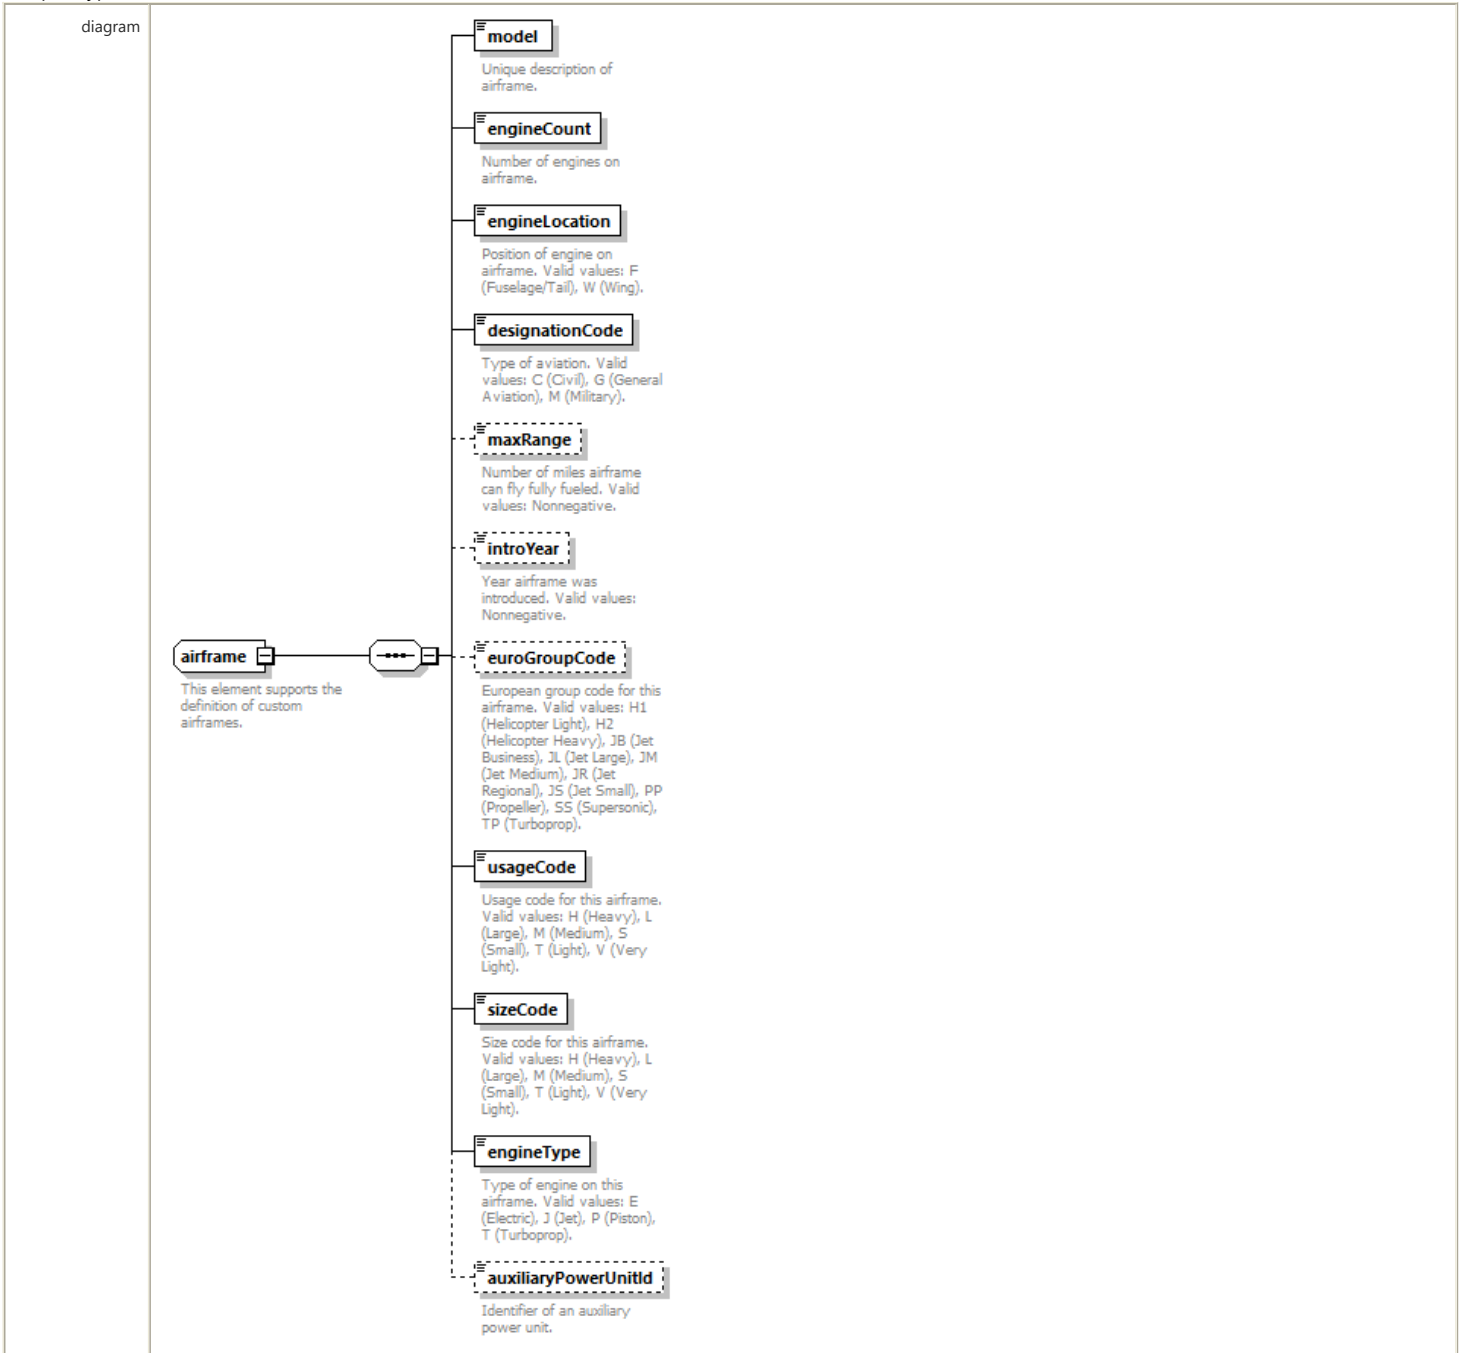 diagram
model
Unique description of
airframe.
engineCount
Number of engines on
airframe.
engineLocation
Position of engine on
airframe. Valid values: F
(Fuselage/Tail), W (Wing).
designationCode
Type of aviation. Valid
values: C (Civil), G (General
Aviation), M (Military).
maxRange
Number of miles airframe
can fly fully fueled. Valid
values: Nonnegative.
introYear
Year airframe was
introduced. Valid values:
Nonnegative.
airframe
This element supports the
definition of custom
airframes.
euroGroupCode
European group code for this
airframe. Valid values: H1
(Helicopter Light), H2
(Helicopter Heavy), JB (Jet
Business), JL (Jet Large), JM
(Jet Medium), JR (Jet
Regional), JS (Jet Small), PP
(Propeller), SS (Supersonic),
TP (Turboprop).
usageCode
Usage code for this airframe.
Valid values: H (Heavy), L
(Large), M (Medium), S
(Small), T (Light), V (Very
Light).
sizeCode
Size code for this airframe.
Valid values: H (Heavy), L
(Large), M (Medium), S
(Small), T (Light), V (Very
Light).
engineType
Type of engine on this
airframe. Valid values: E
(Electric), J (Jet), P (Piston),
T (Turboprop).
auxiliaryPowerUnitId
Identifier of an auxiliary
power unit.